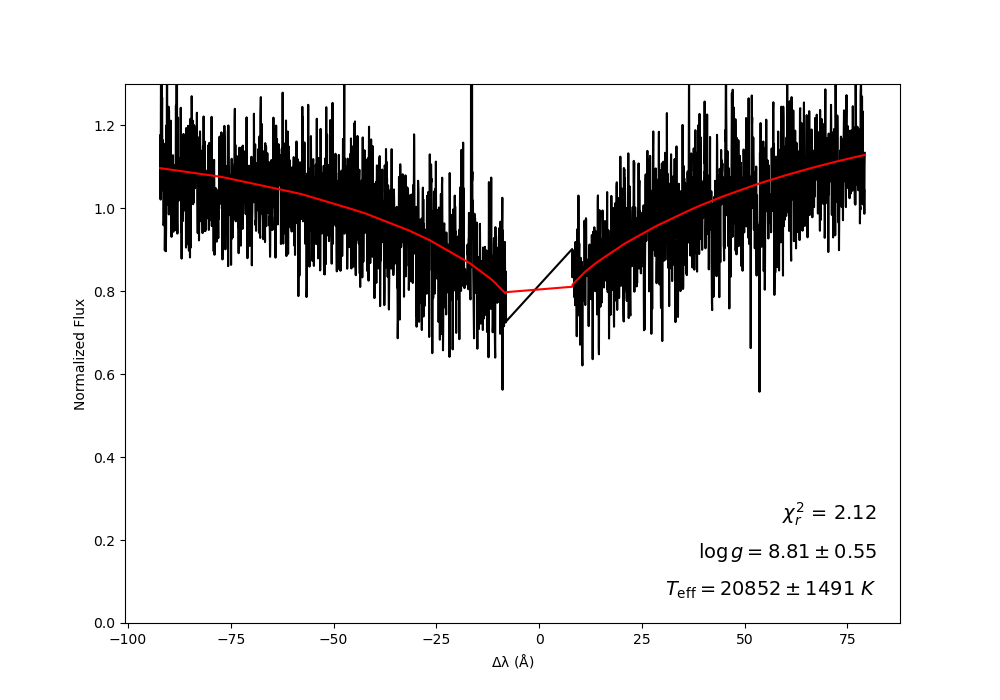 1.2
1.0
0.8
0.6
0.4
0.2
0.0
Normalized Flux
χ²ᵣ = 2.12
log g = 8.81 ± 0.55
T_eff = 20852 ± 1491 K
−100 −75 −50 −25 0 25 50 75
Δλ (Å)